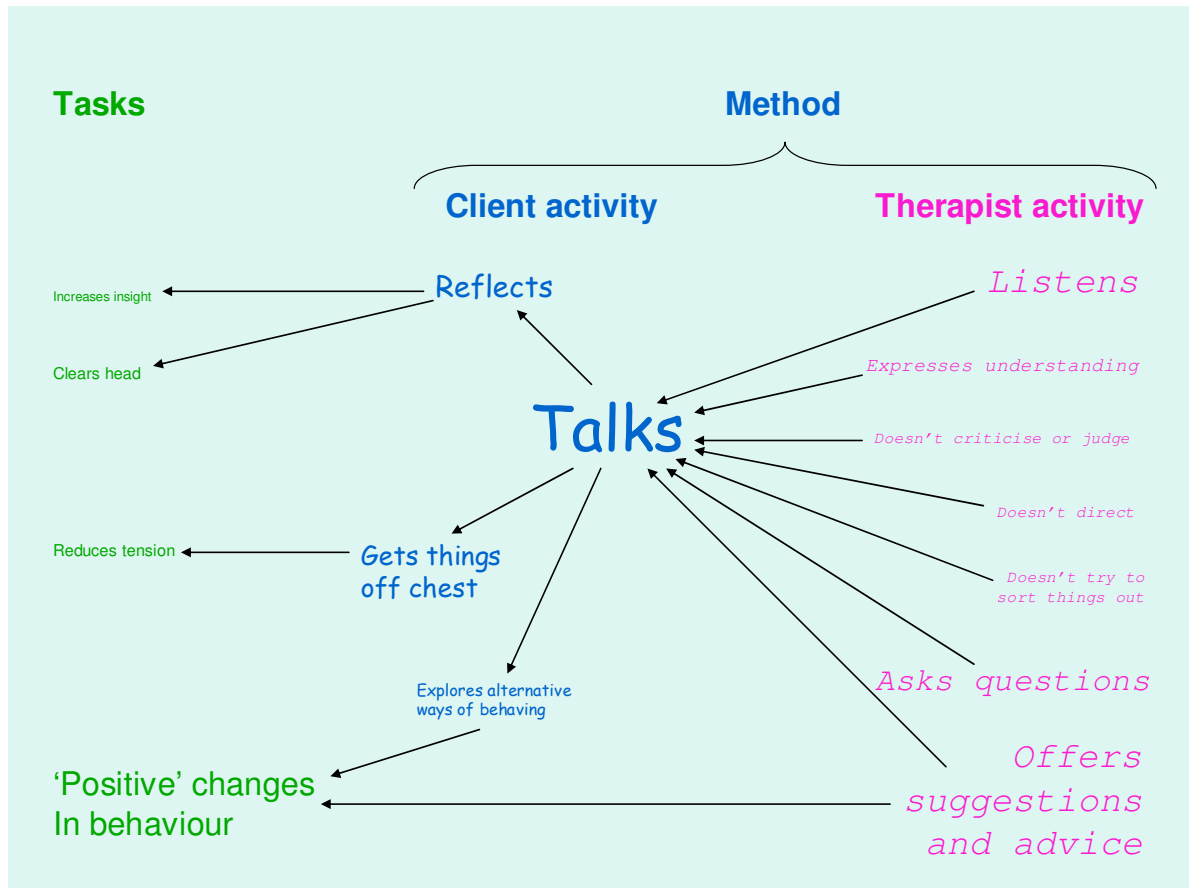 Tasks
Method
Client activity
Therapist activity
Reflects
Listens
Increases insight
Expresses understanding
Clears head
Talks
Doesn't criticise or judge
Doesn't direct
Reduces tension
Gets things
off chest
Doesn't try to
sort things out
Explores alternative
ways of behaving
Asks questions
Offers
suggestions
and advice
‘Positive’ changes
In behaviour